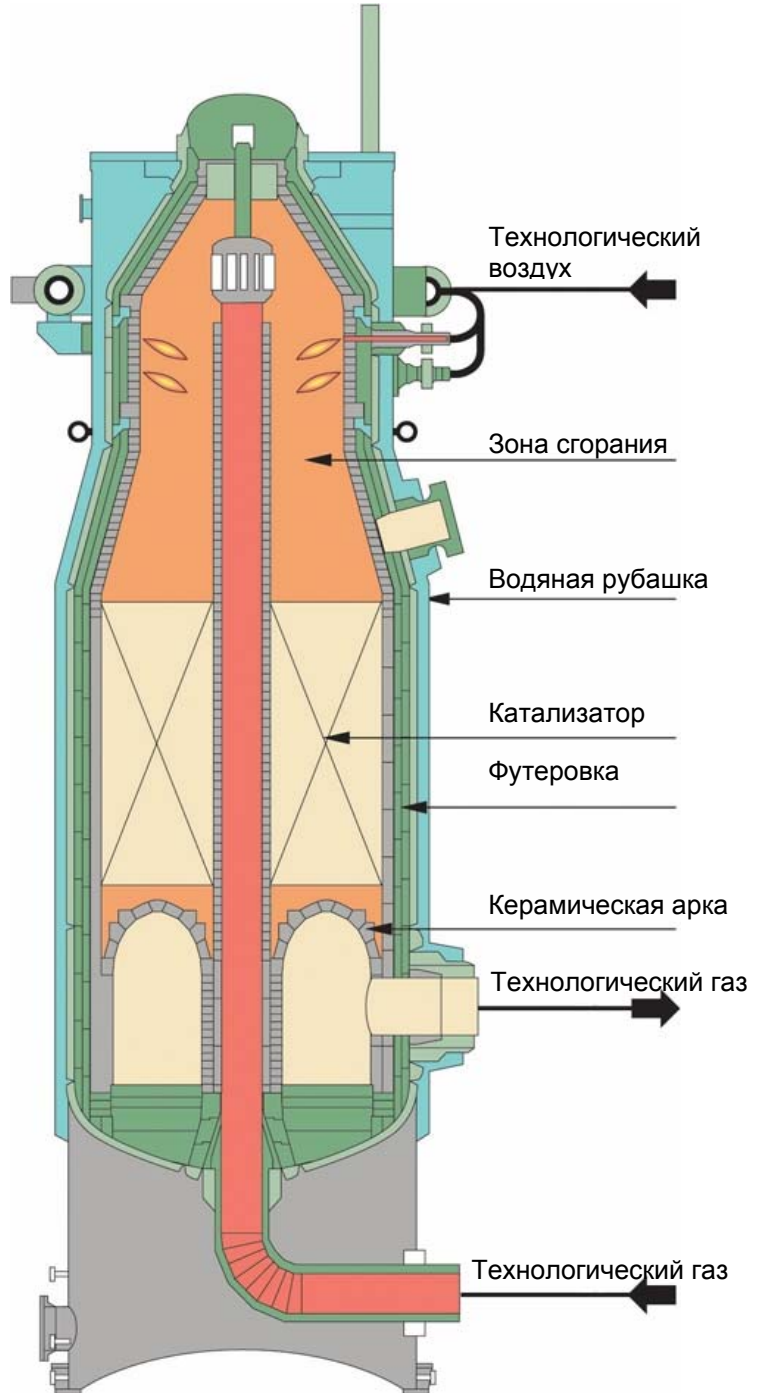 Технологический
воздух
Зона сгорания
Водяная рубашка
Катализатор
Футеровка
Керамическая арка
Технологический газ
Технологический газ